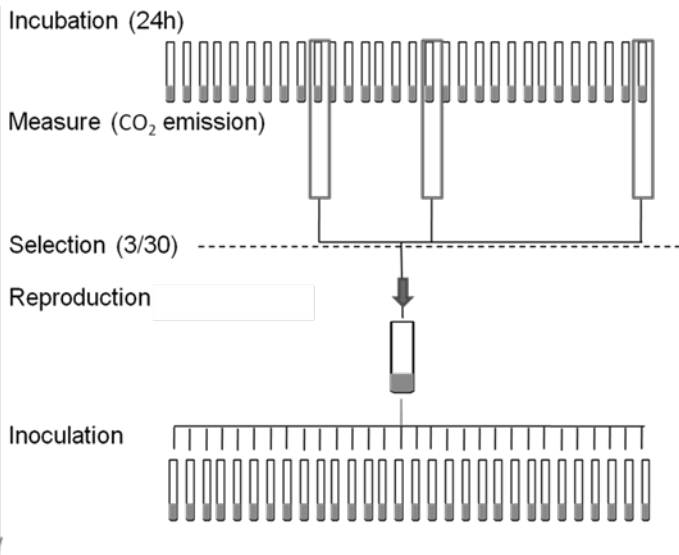 Incubation (24h)
Measure (CO₂ emission)
Selection (3/30)
Reproduction
Inoculation